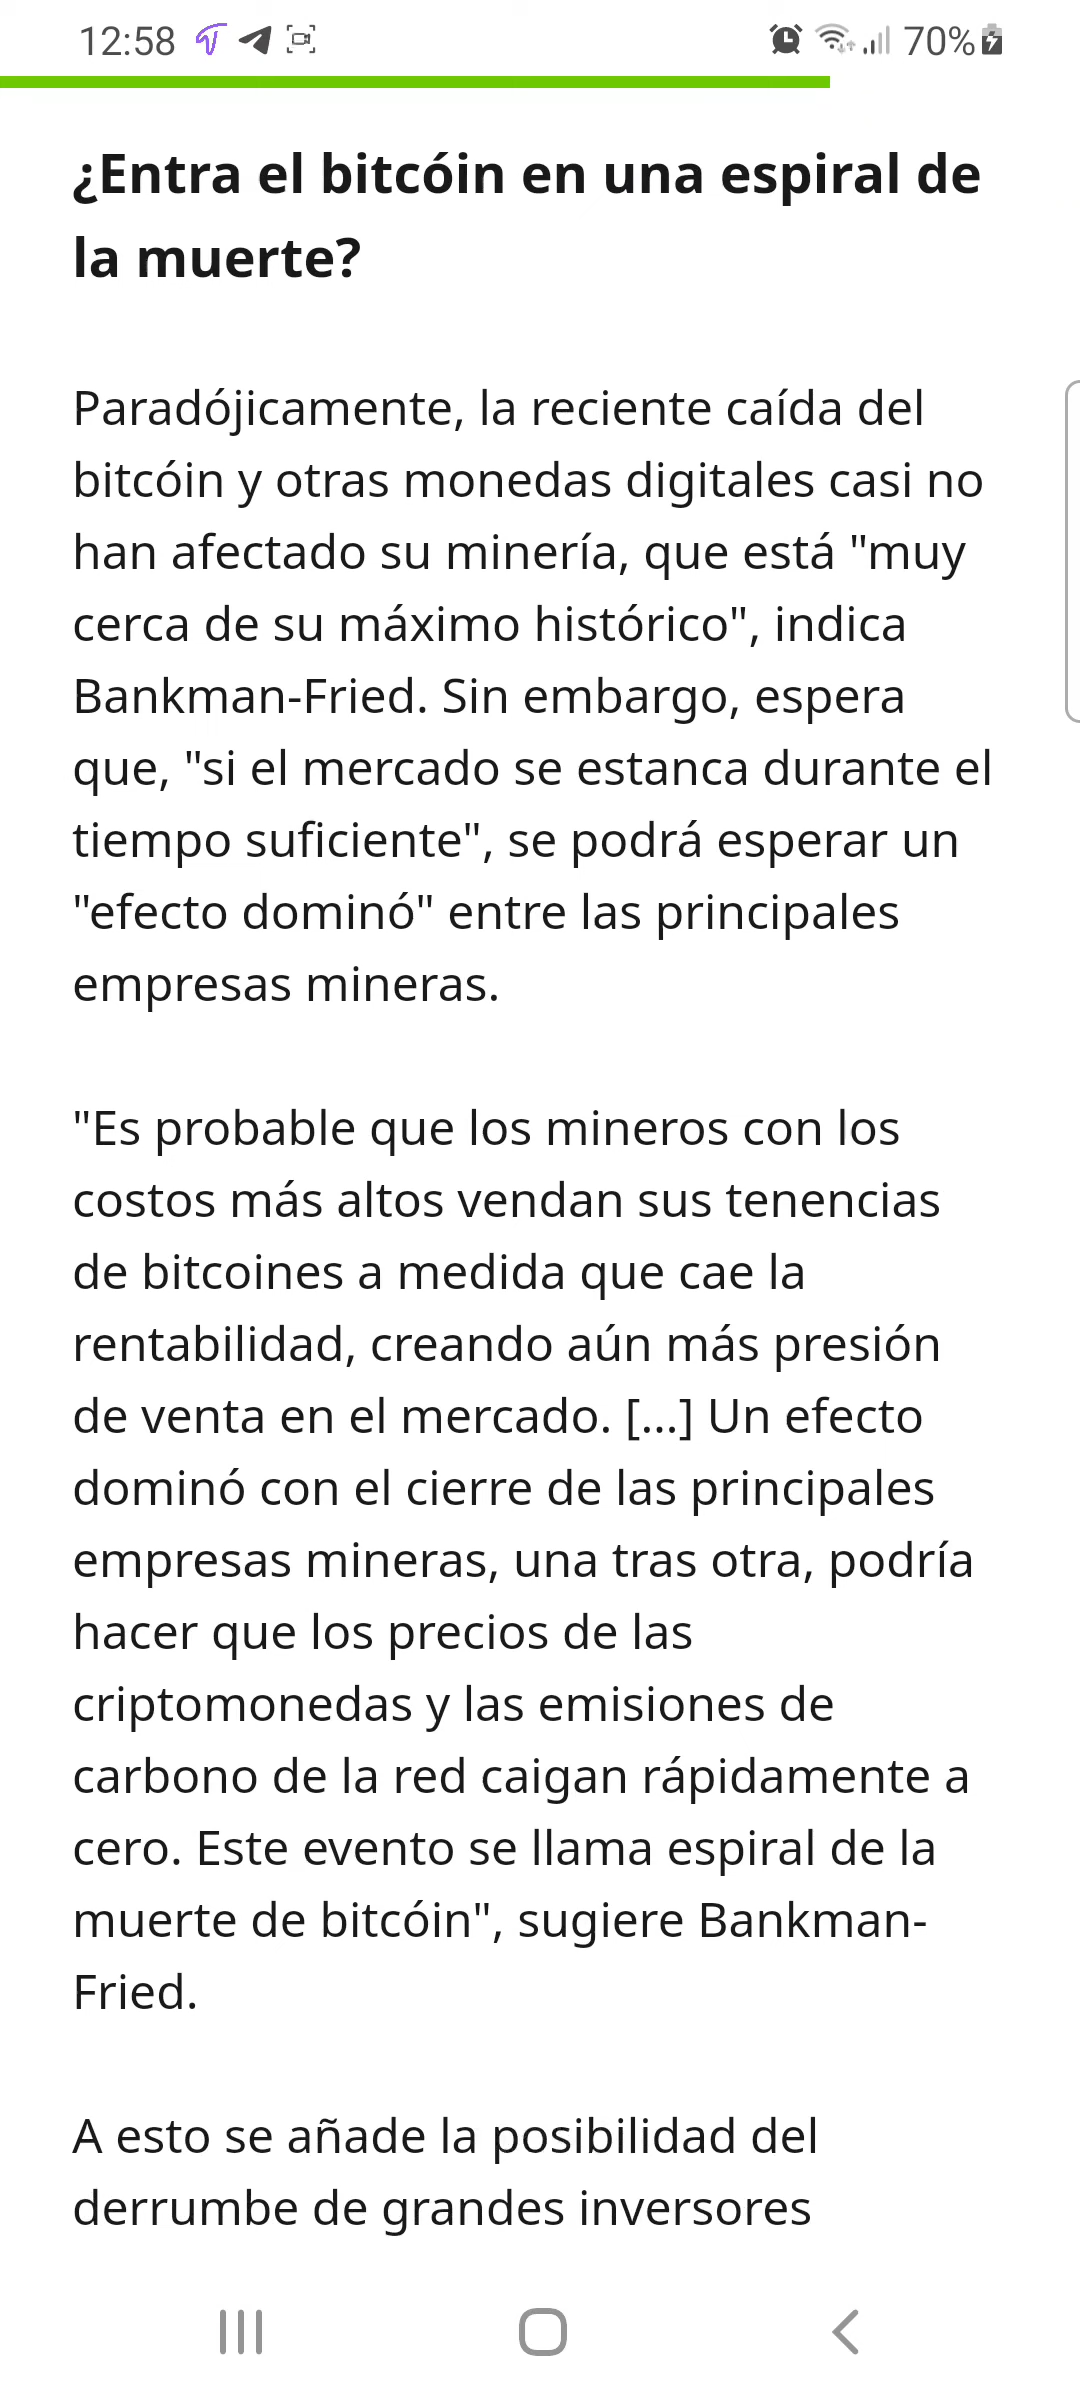 12:58
70%
¿Entra el bitcóin en una espiral de
la muerte?
Paradójicamente, la reciente caída del
bitcóin y otras monedas digitales casi no
han afectado su minería, que está "muy
cerca de su máximo histórico", indica
Bankman-Fried. Sin embargo, espera
que, "si el mercado se estanca durante el
tiempo suficiente", se podrá esperar un
"efecto dominó" entre las principales
empresas mineras.
"Es probable que los mineros con los
costos más altos vendan sus tenencias
de bitcoines a medida que cae la
rentabilidad, creando aún más presión
de venta en el mercado. [...] Un efecto
dominó con el cierre de las principales
empresas mineras, una tras otra, podría
hacer que los precios de las
criptomonedas y las emisiones de
carbono de la red caigan rápidamente a
cero. Este evento se llama espiral de la
muerte de bitcóin", sugiere Bankman-
Fried.
A esto se añade la posibilidad del
derrumbe de grandes inversores